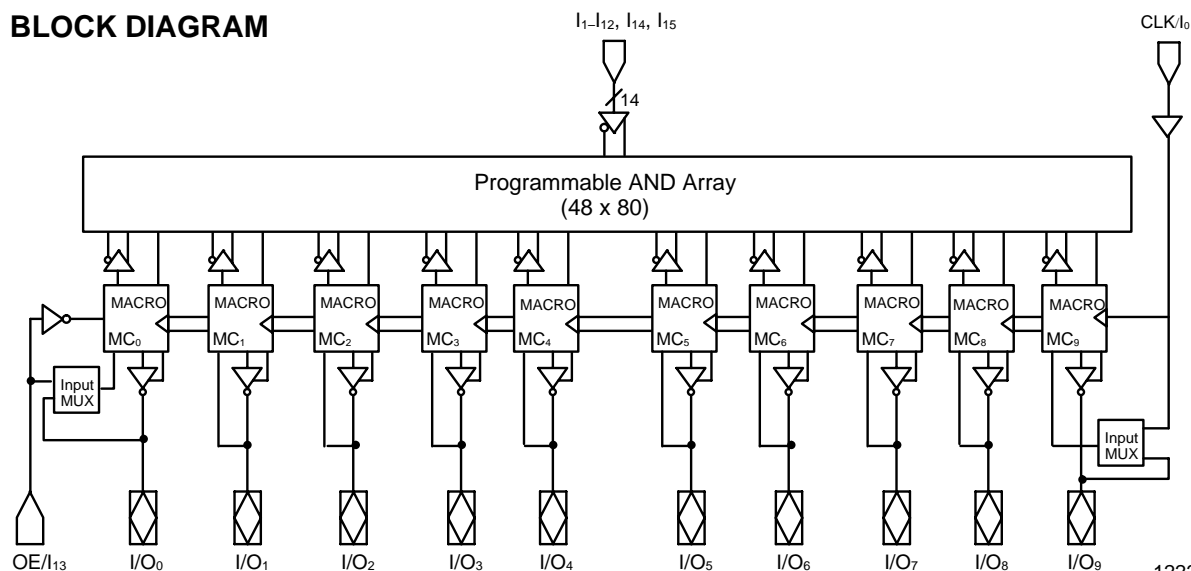 BLOCK DIAGRAM
I1–I12, I14, I15
CLK/I0
14
Programmable AND Array
(48 x 80)
MACRO MACRO MACRO MACRO MACRO MACRO MACRO MACRO MACRO MACRO
MC0 MC1 MC2 MC3 MC4 MC5 MC6 MC7 MC8 MC9
Input
MUX
Input
MUX
OE/I13 I/O0 I/O1 I/O2 I/O3 I/O4 I/O5 I/O6 I/O7 I/O8 I/O9